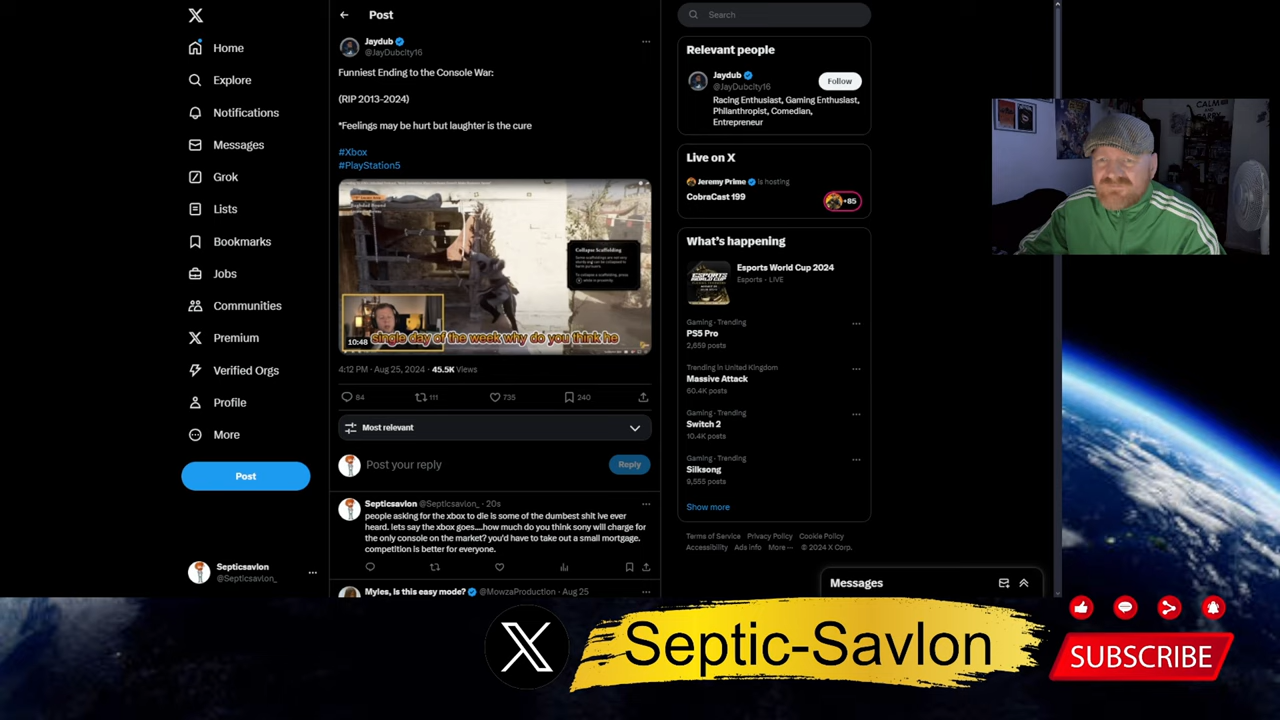 Home
Explore
Notifications
Messages
Grok
Lists
Bookmarks
Jobs
Communities
Premium
Verified Orgs
Profile
More
Post
Septicsavlon
@Septicsavlon_
Post
Jaydub
@JayDubcity16
Funniest Ending to the Console War:
(RIP 2013-2024)
*Feelings may be hurt but laughter is the cure
#Xbox
#PlayStation5
Collapse Scaffolding
10:48
single day of the week why do you think he
4:12 PM · Aug 25, 2024 · 45.5K Views
84
111
735
240
Most relevant
Post your reply
Reply
Septicsavlon @Septicsavlon_ · 20s
people asking for the xbox to die is some of the dumbest shit ive ever
heard. lets say the xbox goes....how much do you think sony will charge for
the only console on the market? you'd have to take out a small mortgage.
competition is better for everyone.
Myles, Is this easy mode? @MowzaProduction · Aug 25
Search
Relevant people
Jaydub
@JayDubcity16
Follow
Racing Enthusiast, Gaming Enthusiast,
Philanthropist, Comedian,
Entrepreneur
Live on X
Jeremy Prime is hosting
CobraCast 199
+85
What's happening
Esports World Cup 2024
Esports · LIVE
Gaming · Trending
PS5 Pro
2,659 posts
Trending in United Kingdom
Massive Attack
60.4K posts
Gaming · Trending
Switch 2
10.4K posts
Gaming · Trending
Silksong
9,555 posts
Show more
Terms of Service Privacy Policy Cookie Policy
Accessibility Ads info More ··· © 2024 X Corp.
Messages
Septic-Savlon
SUBSCRIBE